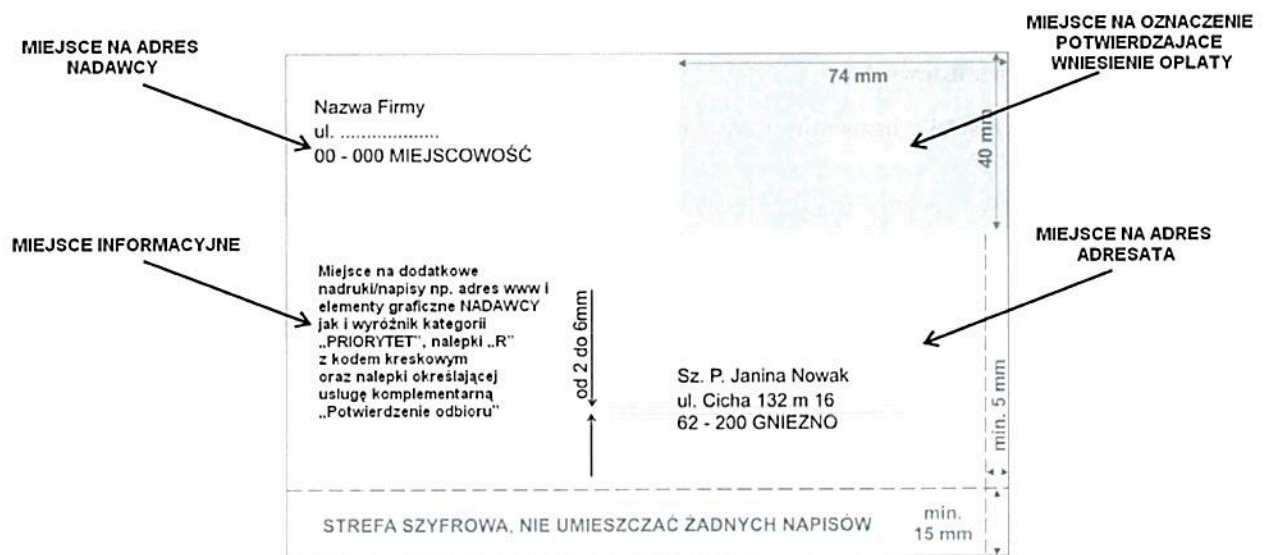 MIEJSCE NA ADRES
NADAWCY
MIEJSCE NA OZNACZENIE
POTWIERDZAJACE
WNIESIENIE OPLATY
74 mm
40 mm
Nazwa Firmy
ul. ...................
00 - 000 MIEJSCOWOŚĆ
MIEJSCE INFORMACYJNE
MIEJSCE NA ADRES
ADRESATA
Miejsce na dodatkowe
nadruki/napisy np. adres www i
elementy graficzne NADAWCY
jak i wyróżnik kategorii
„PRIORYTET”, nalepki „R”
z kodem kreskowym
oraz nalepki określającej
usługę komplementarną
„Potwierdzenie odbioru”
od 2 do 6mm
Sz. P. Janina Nowak
ul. Cicha 132 m 16
62 - 200 GNIEZNO
min. 5 mm
STREFA SZYFROWA, NIE UMIESZCZAĆ ŻADNYCH NAPISÓW
min.
15 mm